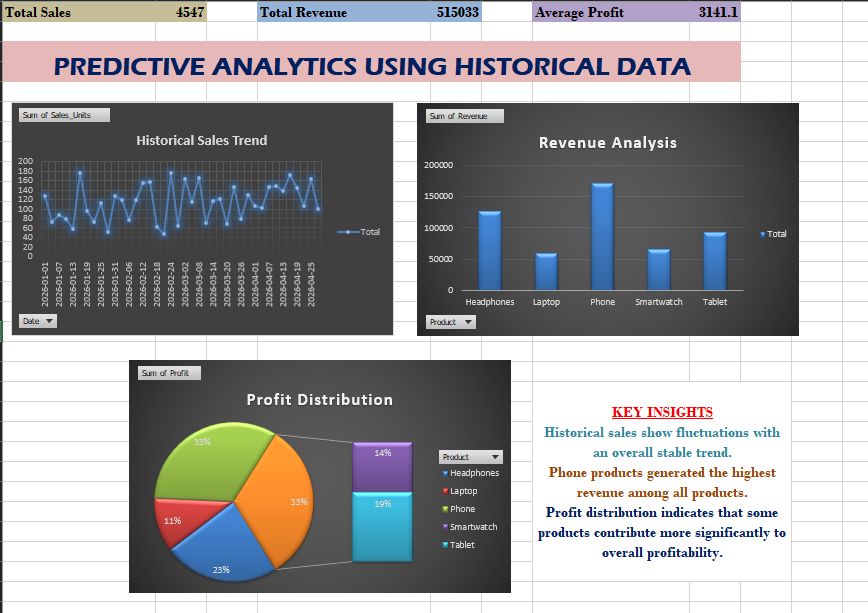 Total Sales 4547 Total Revenue 515033 Average Profit 3141.1
PREDICTIVE ANALYTICS USING HISTORICAL DATA
Sum of Sales_Units
Historical Sales Trend
200
180
160
140
120
100
80
60
40
20
0
2026-01-01
2026-01-07
2026-01-13
2026-01-19
2026-01-25
2026-01-31
2026-02-06
2026-02-12
2026-02-18
2026-02-24
2026-03-02
2026-03-08
2026-03-14
2026-03-20
2026-03-26
2026-04-01
2026-04-07
2026-04-13
2026-04-19
2026-04-25
Total
Date
Sum of Revenue
Revenue Analysis
200000
150000
100000
50000
0
Headphones Laptop Phone Smartwatch Tablet
Total
Product
Sum of Profit
Profit Distribution
33%
11%
23%
33%
14%
19%
Product
Headphones
Laptop
Phone
Smartwatch
Tablet
KEY INSIGHTS
Historical sales show fluctuations with
an overall stable trend.
Phone products generated the highest
revenue among all products.
Profit distribution indicates that some
products contribute more significantly to
overall profitability.